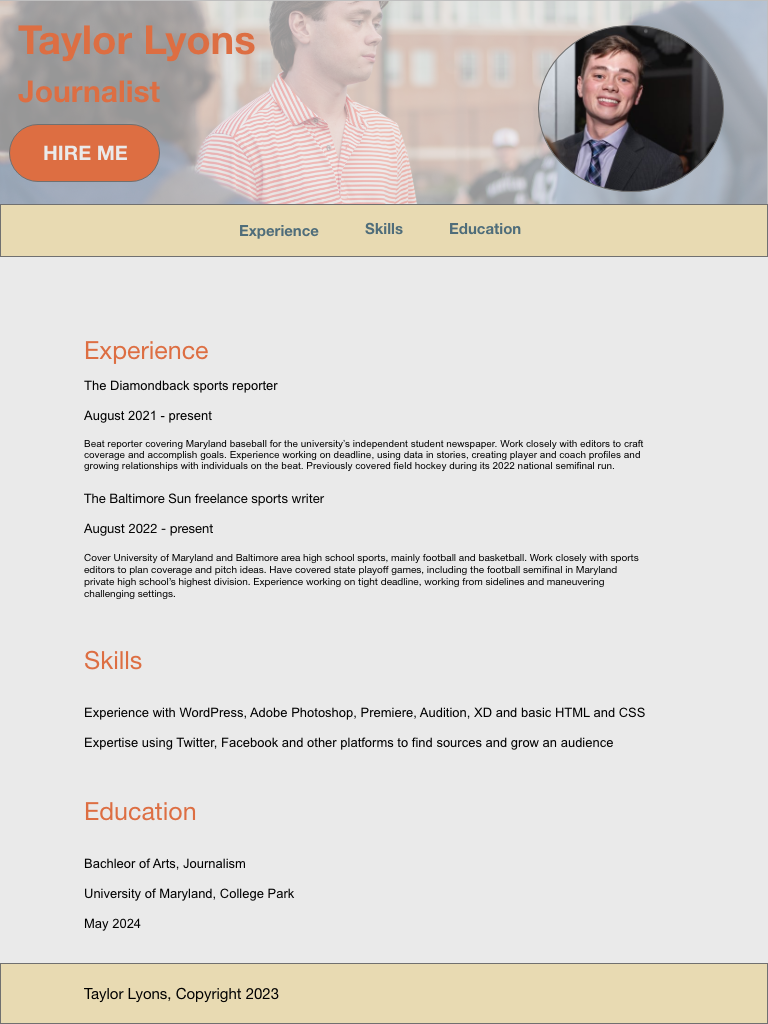 Taylor Lyons
Journalist
HIRE ME
Experience Skills Education
Experience
The Diamondback sports reporter
August 2021 - present
Beat reporter covering Maryland baseball for the university's independent student newspaper. Work closely with editors to craft
coverage and accomplish goals. Experience working on deadline, using data in stories, creating player and coach profiles and
growing relationships with individuals on the beat. Previously covered field hockey during its 2022 national semifinal run.
The Baltimore Sun freelance sports writer
August 2022 - present
Cover University of Maryland and Baltimore area high school sports, mainly football and basketball. Work closely with sports
editors to plan coverage and pitch ideas. Have covered state playoff games, including the football semifinal in Maryland
private high school's highest division. Experience working on tight deadline, working from sidelines and maneuvering
challenging settings.
Skills
Experience with WordPress, Adobe Photoshop, Premiere, Audition, XD and basic HTML and CSS
Expertise using Twitter, Facebook and other platforms to find sources and grow an audience
Education
Bachleor of Arts, Journalism
University of Maryland, College Park
May 2024
Taylor Lyons, Copyright 2023